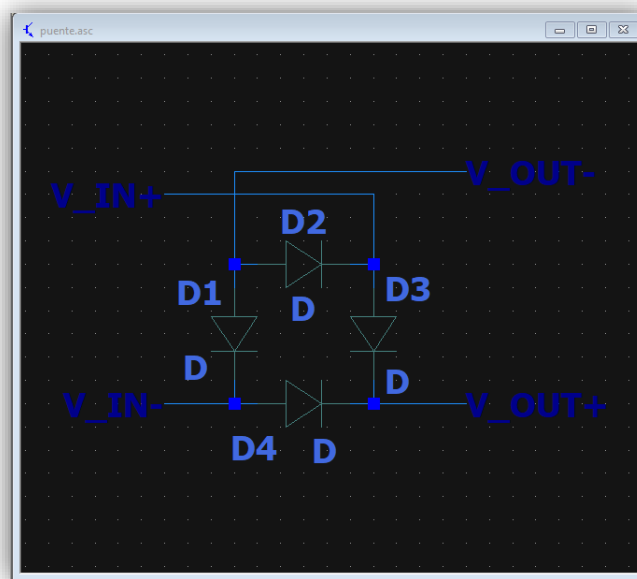 puente.asc
V_OUT-
V_IN+
D2
D1
D
D3
D
D
V_IN-
V_OUT+
D4
D